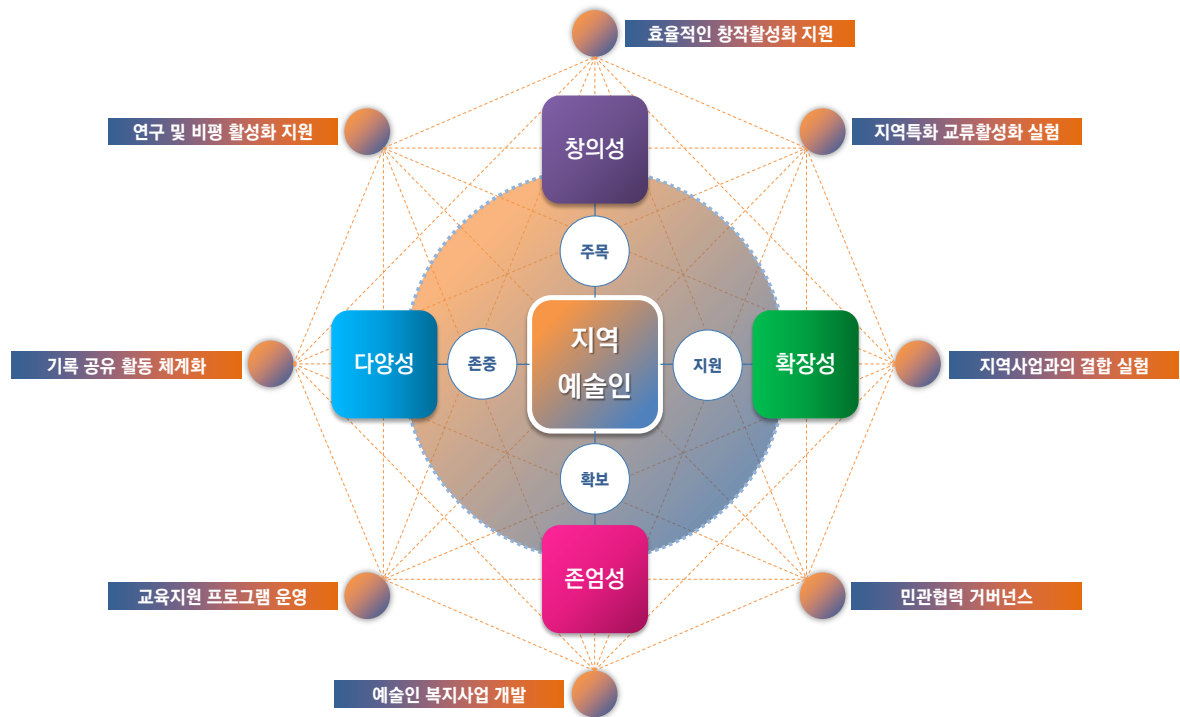 효율적인 창작활성화 지원
연구 및 비평 활성화 지원
지역특화 교류활성화 실험
창의성
주목
지역
예술인
다양성
존중
지원
확장성
기록 공유 활동 체계화
지역사업과의 결합 실험
확보
존엄성
교육지원 프로그램 운영
민관협력 거버넌스
예술인 복지사업 개발